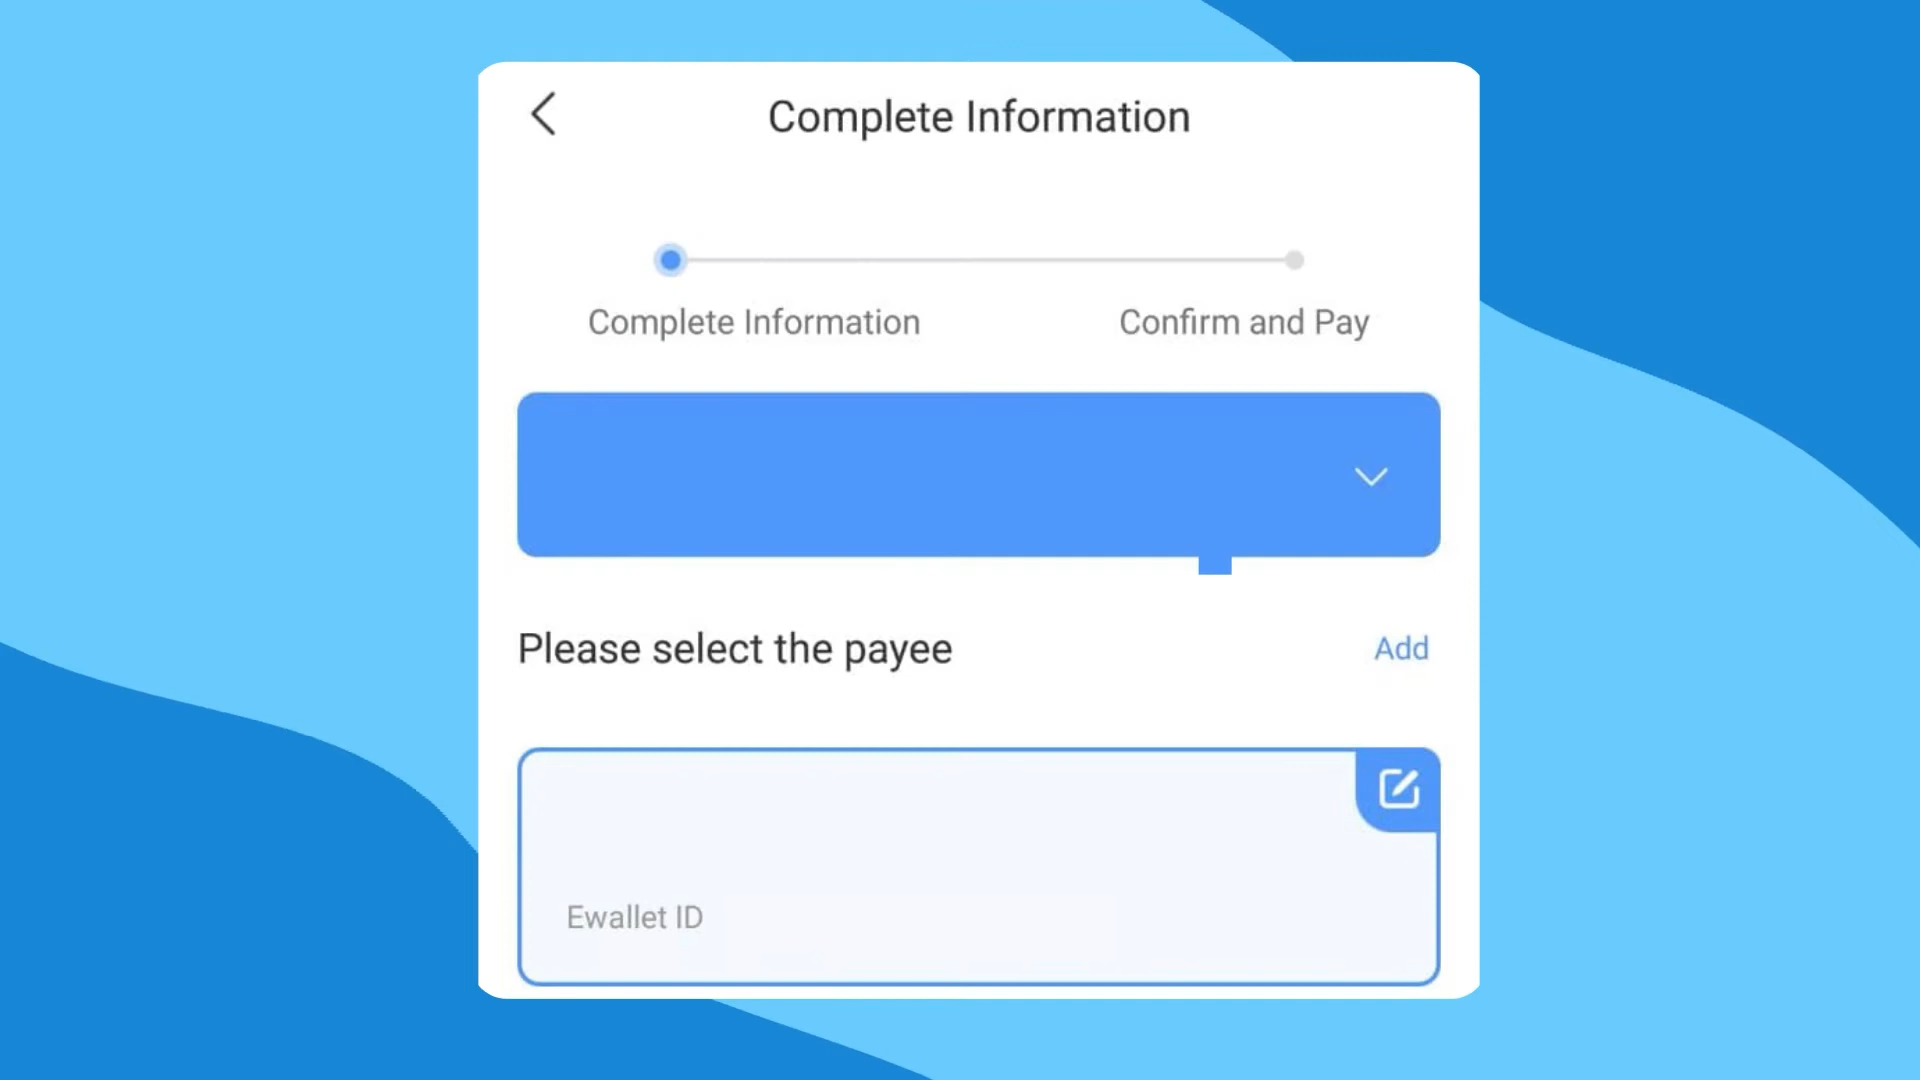 Complete Information
Complete Information
Confirm and Pay
Please select the payee
Add
Ewallet ID